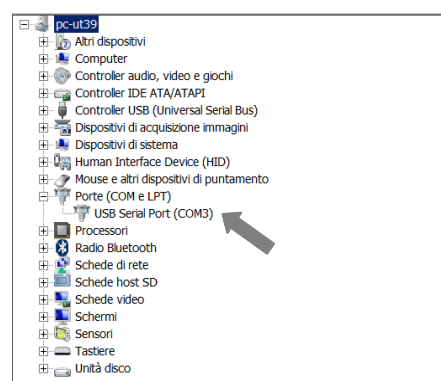 pc-ut39
Altri dispositivi
Computer
Controller audio, video e giochi
Controller IDE ATA/ATAPI
Controller USB (Universal Serial Bus)
Dispositivi di acquisizione immagini
Dispositivi di sistema
Human Interface Device (HID)
Mouse e altri dispositivi di puntamento
Porte (COM e LPT)
USB Serial Port (COM3)
Processori
Radio Bluetooth
Schede di rete
Schede host SD
Schede video
Schermi
Sensori
Tastiere
Unità disco